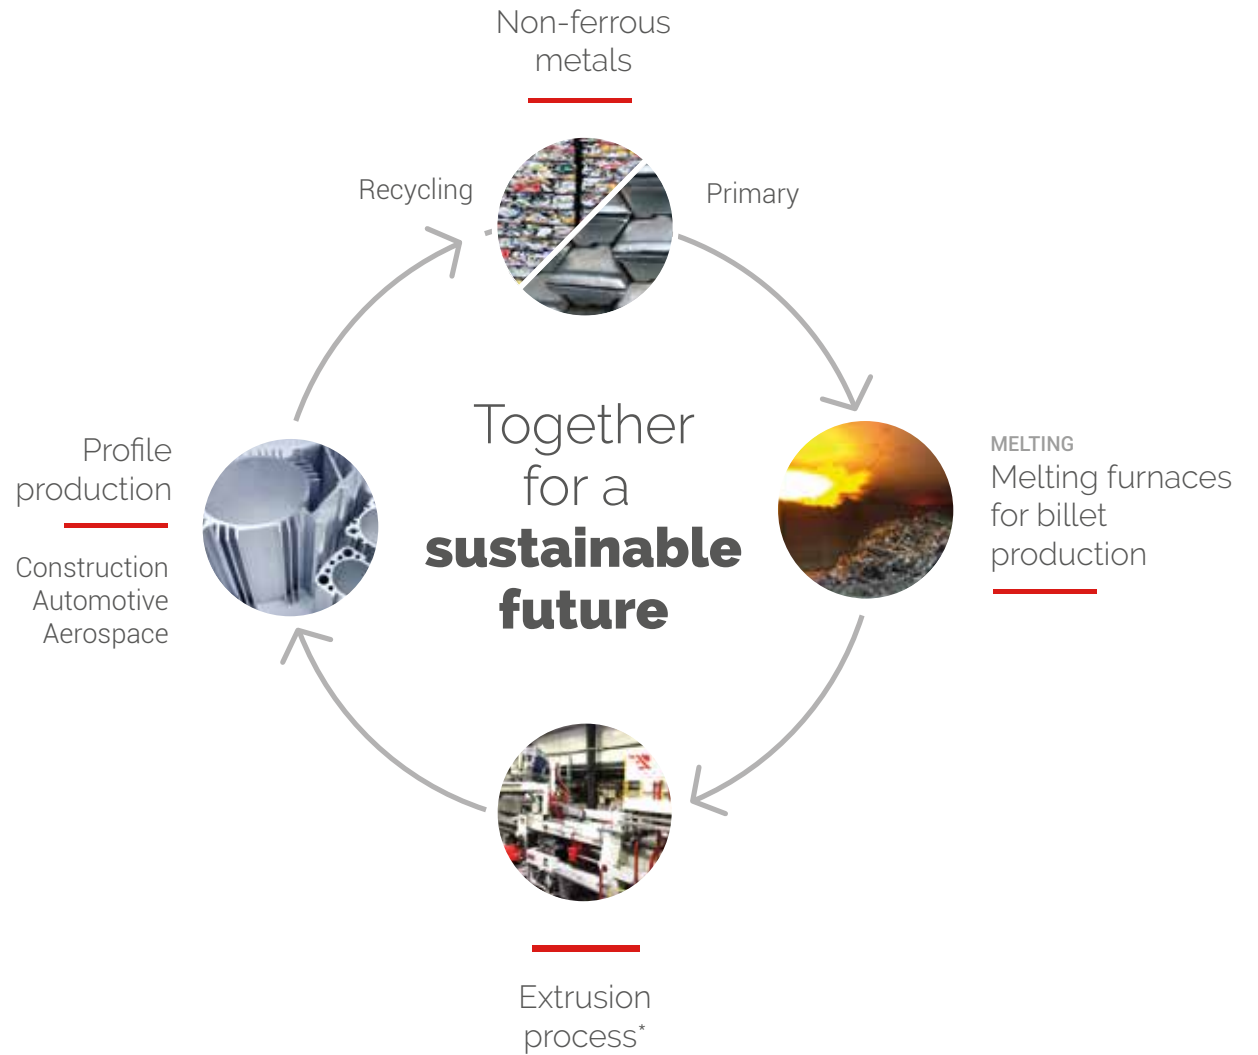 Non-ferrous
metals
Recycling
Primary
Together
for a
sustainable
future
MELTING
Melting furnaces
for billet
production
Profile
production
Construction
Automotive
Aerospace
Extrusion
process*